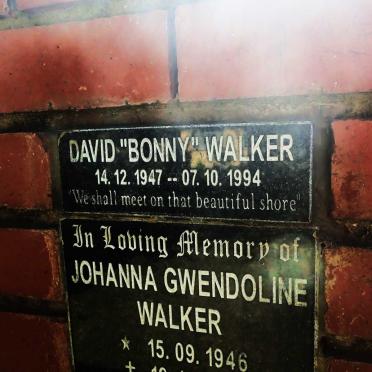 DAVID "BONNY" WALKER
14. 12. 1947 -- 07. 10. 1994
"We shall meet on that beautiful shore"
In Loving Memory of
JOHANNA GWENDOLINE
WALKER
* 15. 09. 1946